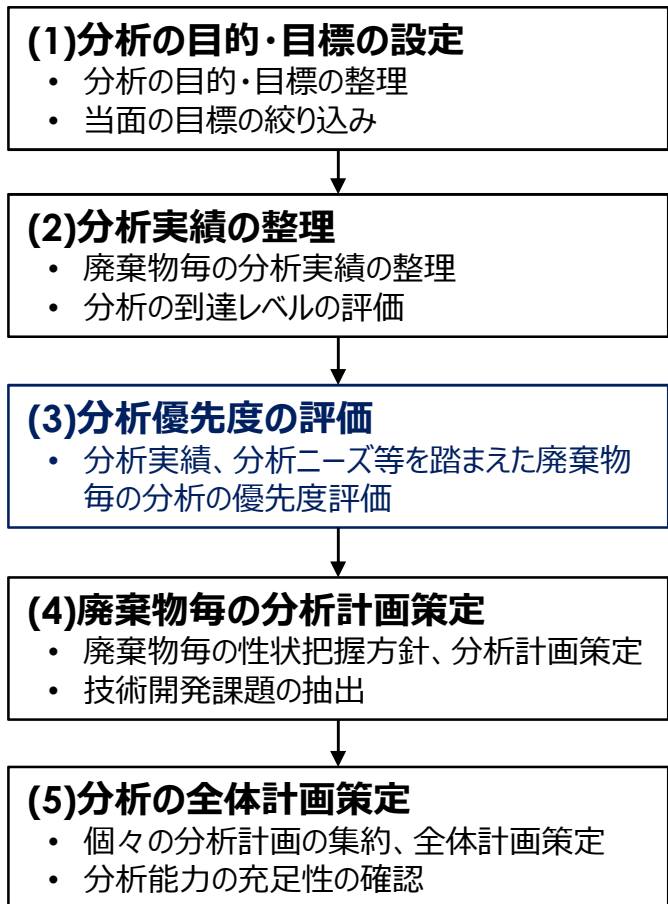 (1)分析の目的・目標の設定
• 分析の目的・目標の整理
• 当面の目標の絞り込み
(2)分析実績の整理
• 廃棄物毎の分析実績の整理
• 分析の到達レベルの評価
(3)分析優先度の評価
• 分析実績、分析ニーズ等を踏まえた廃棄物
毎の分析の優先度評価
(4)廃棄物毎の分析計画策定
• 廃棄物毎の性状把握方針、分析計画策定
• 技術開発課題の抽出
(5)分析の全体計画策定
• 個々の分析計画の集約、全体計画策定
• 分析能力の充足性の確認